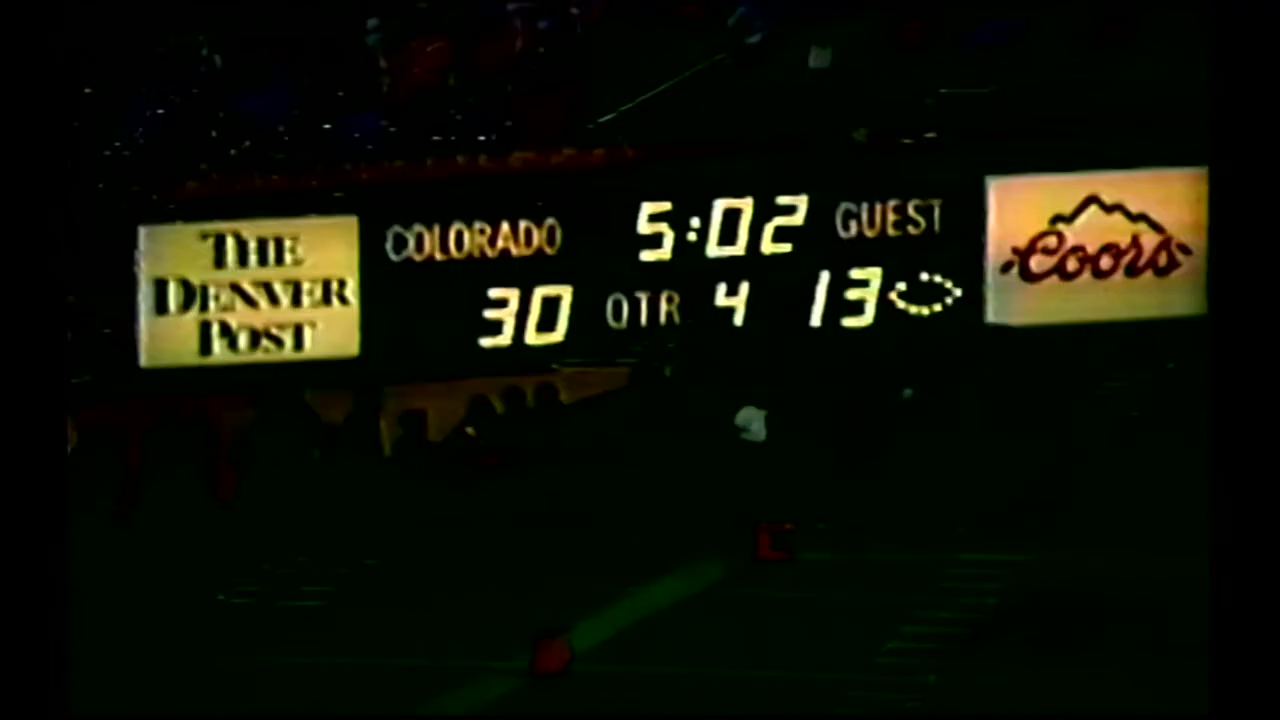 THE
DENVER
POST
COLORADO 5:02 GUEST
30 QTR 4 13
Coors